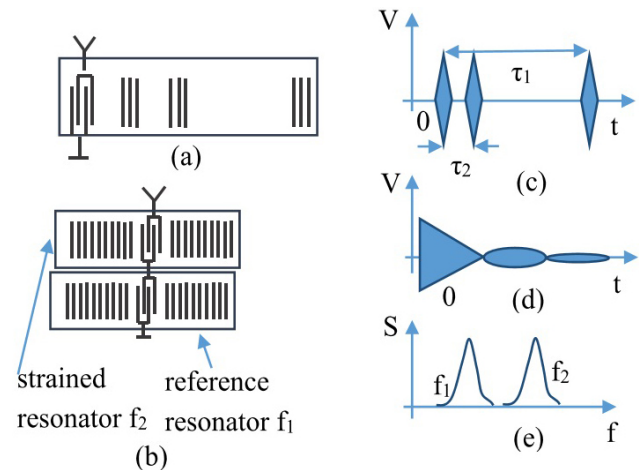 (a)
strained
resonator f2
reference
resonator f1
(b)
V
τ1
0
t
τ2
(c)
V
0
(d)
t
S
f1
f2
f
(e)